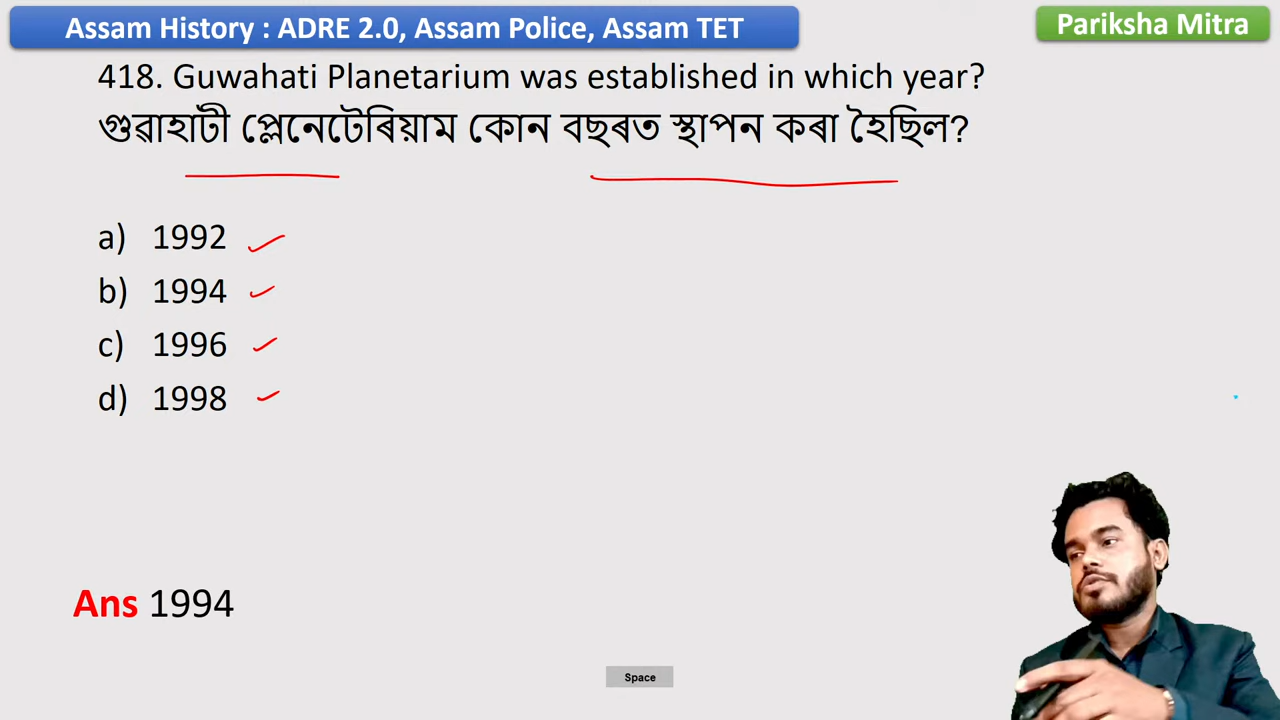 Assam History : ADRE 2.0, Assam Police, Assam TET
Pariksha Mitra
418. Guwahati Planetarium was established in which year?
গুৱাহাটী প্লেনেটেৰিয়াম কোন বছৰত স্থাপন কৰা হৈছিল?
a) 1992
b) 1994
c) 1996
d) 1998
Ans 1994
Space